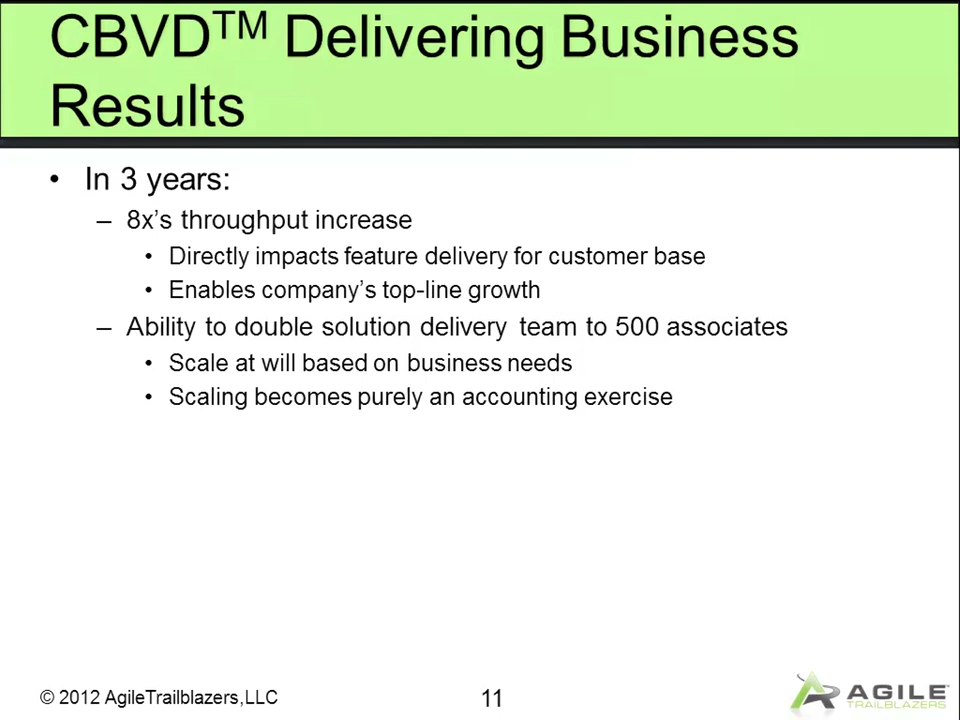 CBVD™ Delivering Business
Results
• In 3 years:
– 8x’s throughput increase
• Directly impacts feature delivery for customer base
• Enables company’s top-line growth
– Ability to double solution delivery team to 500 associates
• Scale at will based on business needs
• Scaling becomes purely an accounting exercise
© 2012 AgileTrailblazers,LLC
11
AGILE
TRAILBLAZERS